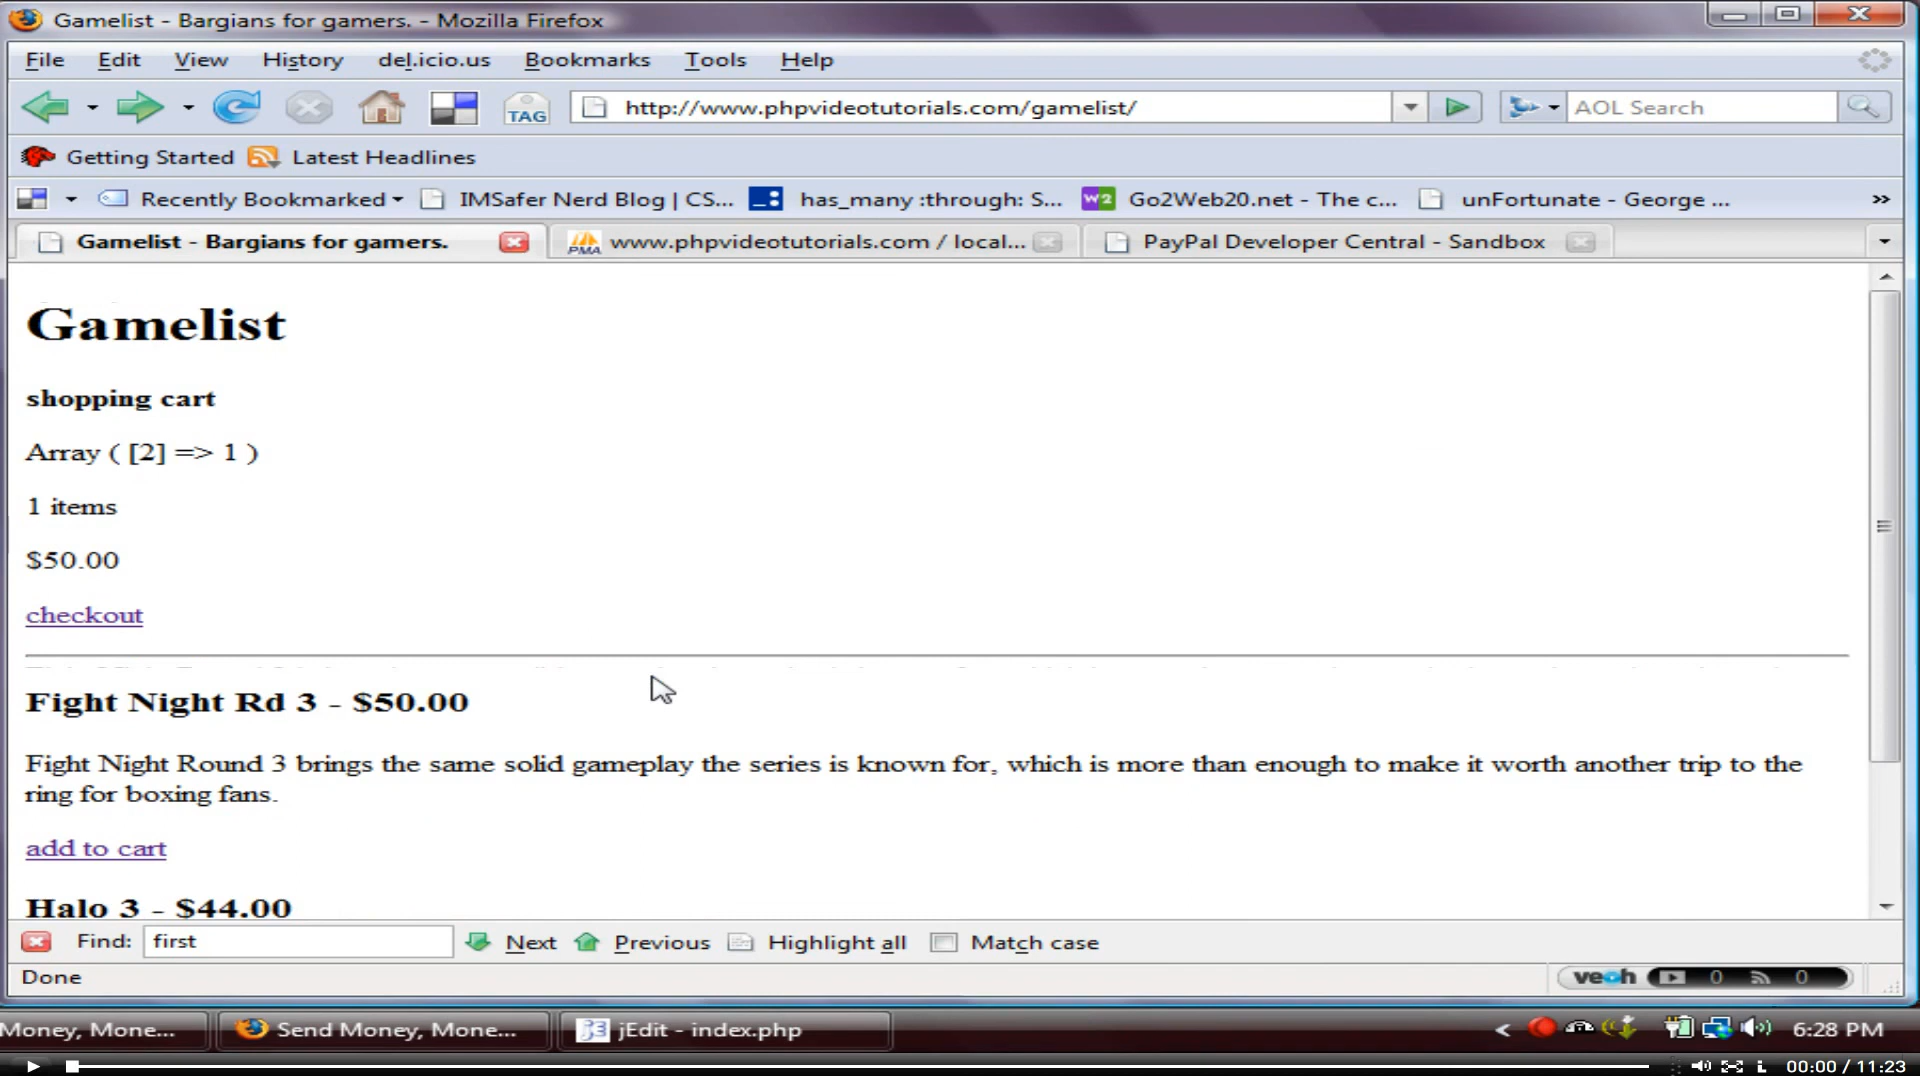 Gamelist - Bargians for gamers. - Mozilla Firefox
File Edit View History del.icio.us Bookmarks Tools Help
TAG http://www.phpvideotutorials.com/gamelist/ AOL Search
Getting Started Latest Headlines
Recently Bookmarked IMSafer Nerd Blog | CS... has_many :through: S... W2 Go2Web20.net - The c... unFortunate - George ... »
Gamelist - Bargians for gamers. PMA www.phpvideotutorials.com / local... PayPal Developer Central - Sandbox
Gamelist
shopping cart
Array ( [2] => 1 )
1 items
$50.00
checkout
Fight Night Rd 3 - $50.00
Fight Night Round 3 brings the same solid gameplay the series is known for, which is more than enough to make it worth another trip to the
ring for boxing fans.
add to cart
Halo 3 - $44.00
Find: first Next Previous Highlight all Match case
Done veoh 0 0
Money, Mone... Send Money, Mone... jEdit - index.php < 6:28 PM
00:00 / 11:23